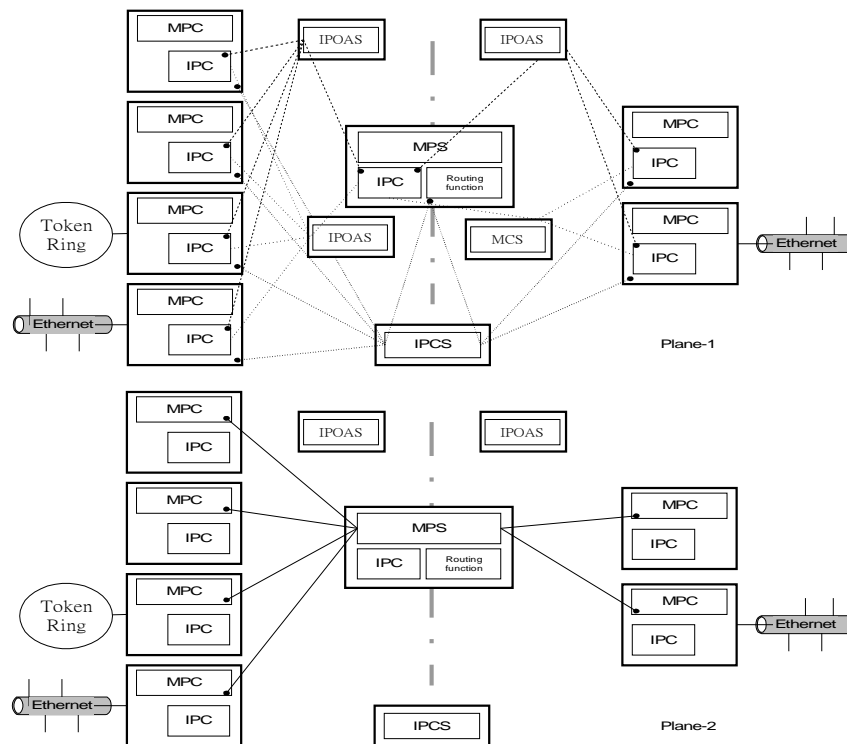 MPC
IPC
IPOAS
IPOAS
MPC
IPC
MPS
IPC
Routing
function
MPC
IPC
Token
Ring
MPC
IPC
IPOAS
MCS
MPC
IPC
Ethernet
Ethernet
MPC
IPC
IPCS
Plane-1
MPC
IPC
IPOAS
IPOAS
MPC
IPC
MPS
IPC
Routing
function
MPC
IPC
Token
Ring
MPC
IPC
MPC
IPC
Ethernet
Ethernet
MPC
IPC
IPCS
Plane-2